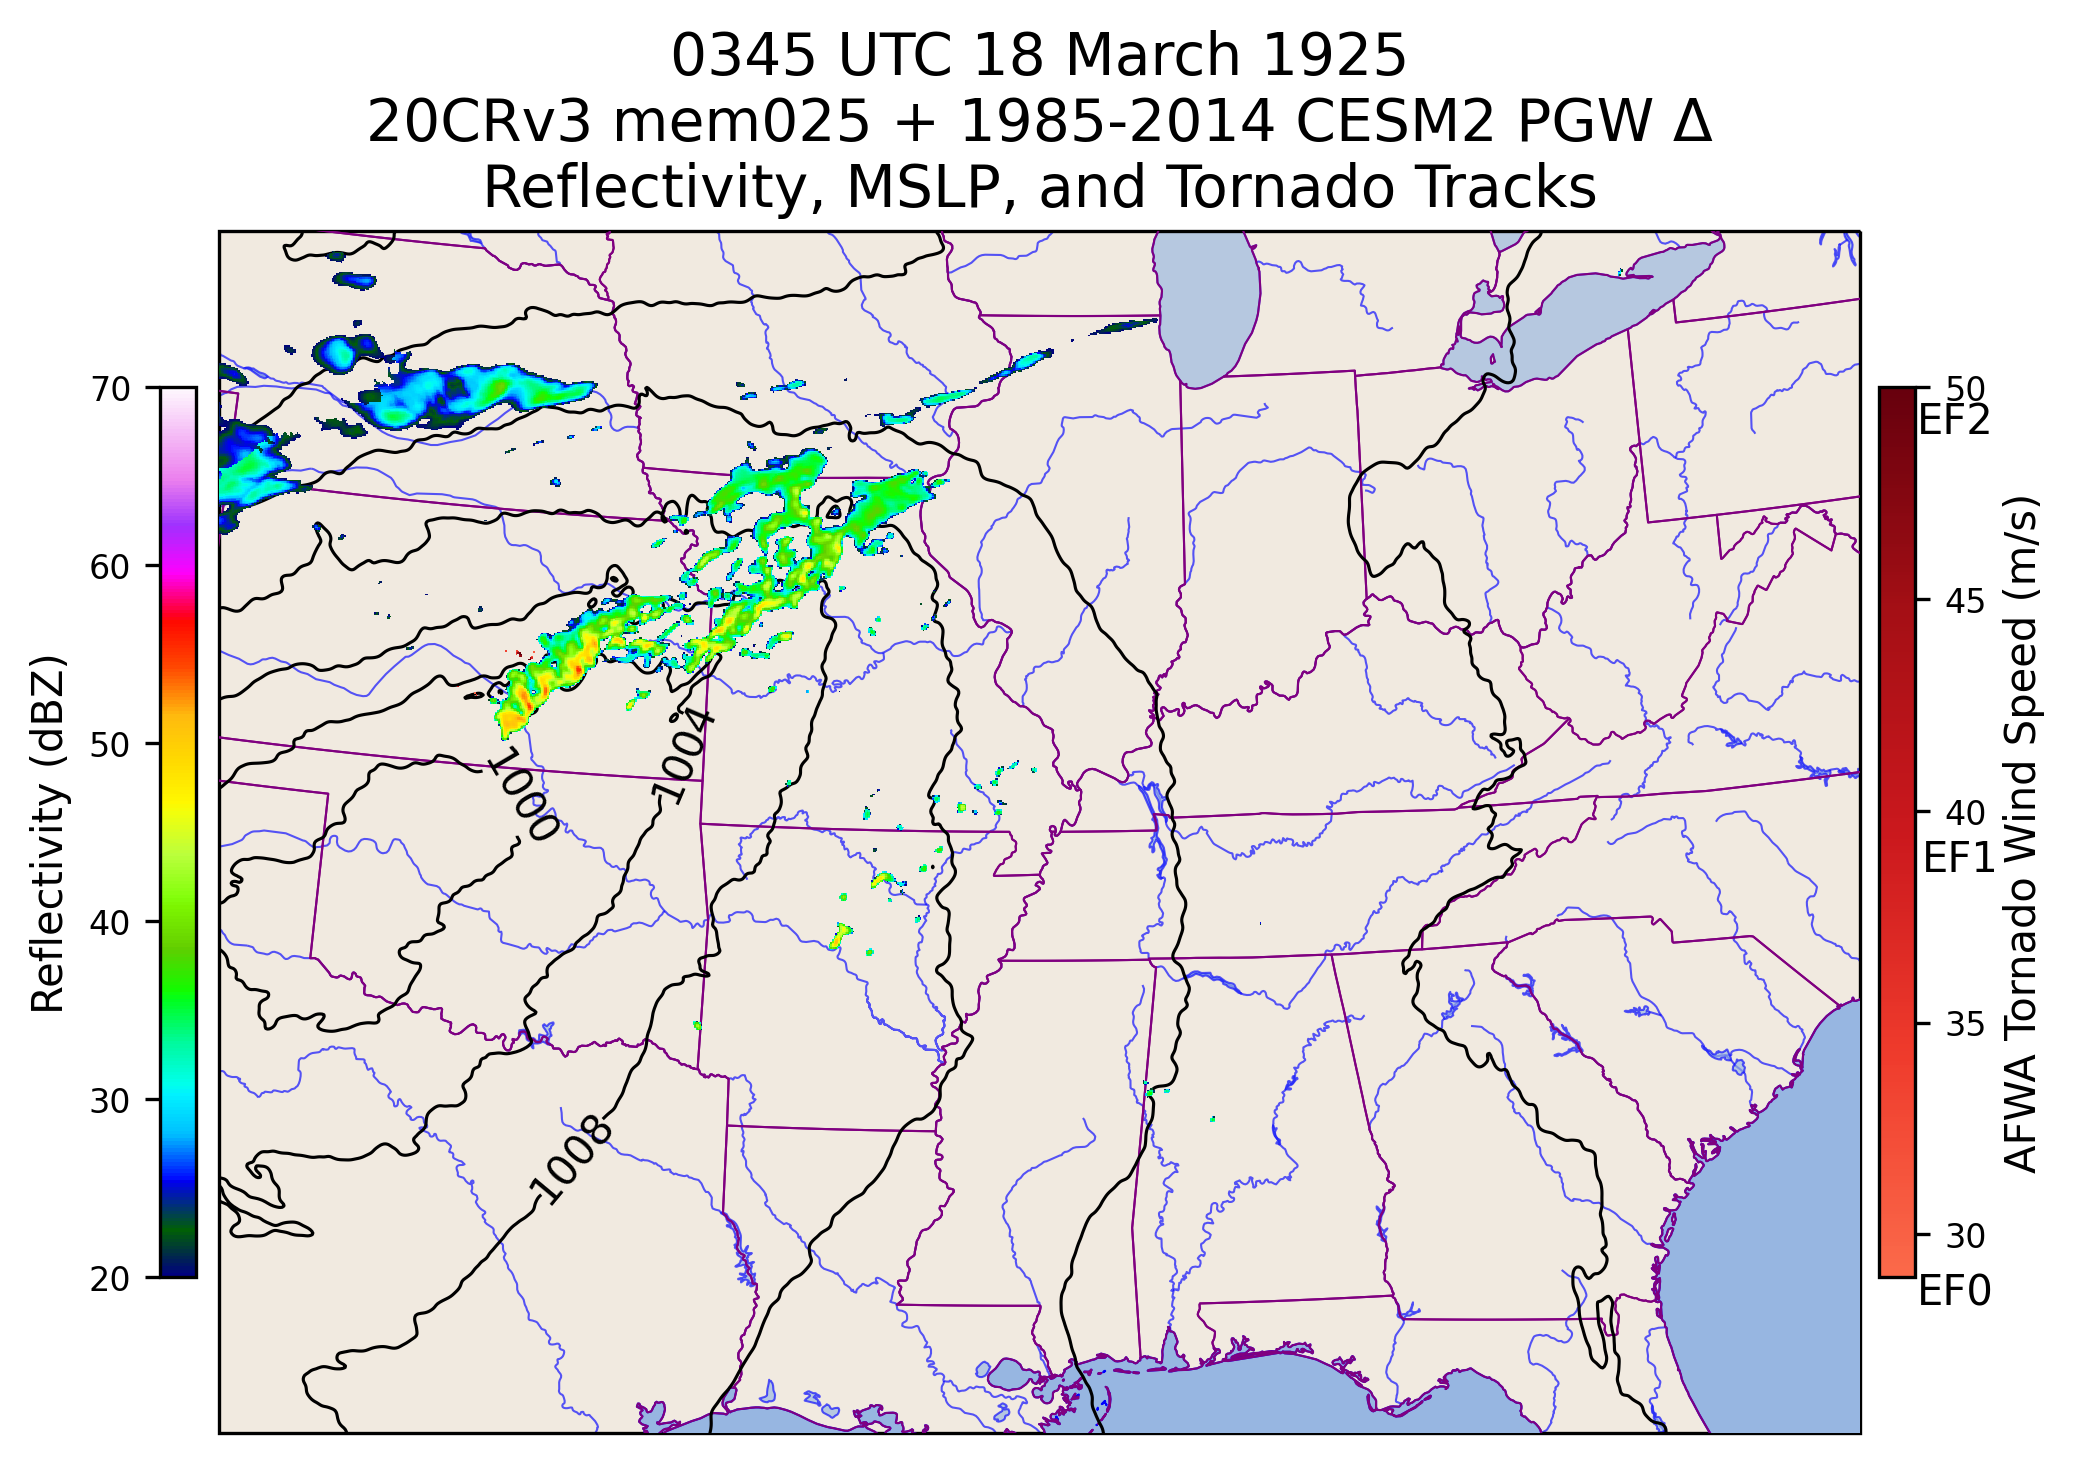 0345 UTC 18 March 1925
20CRv3 mem025 + 1985-2014 CESM2 PGW Δ
Reflectivity, MSLP, and Tornado Tracks
70
60
50
40
30
20
Reflectivity (dBZ)
1000
1004
1008
50
EF2
45
40
EF1
35
30
EF0
AFWA Tornado Wind Speed (m/s)